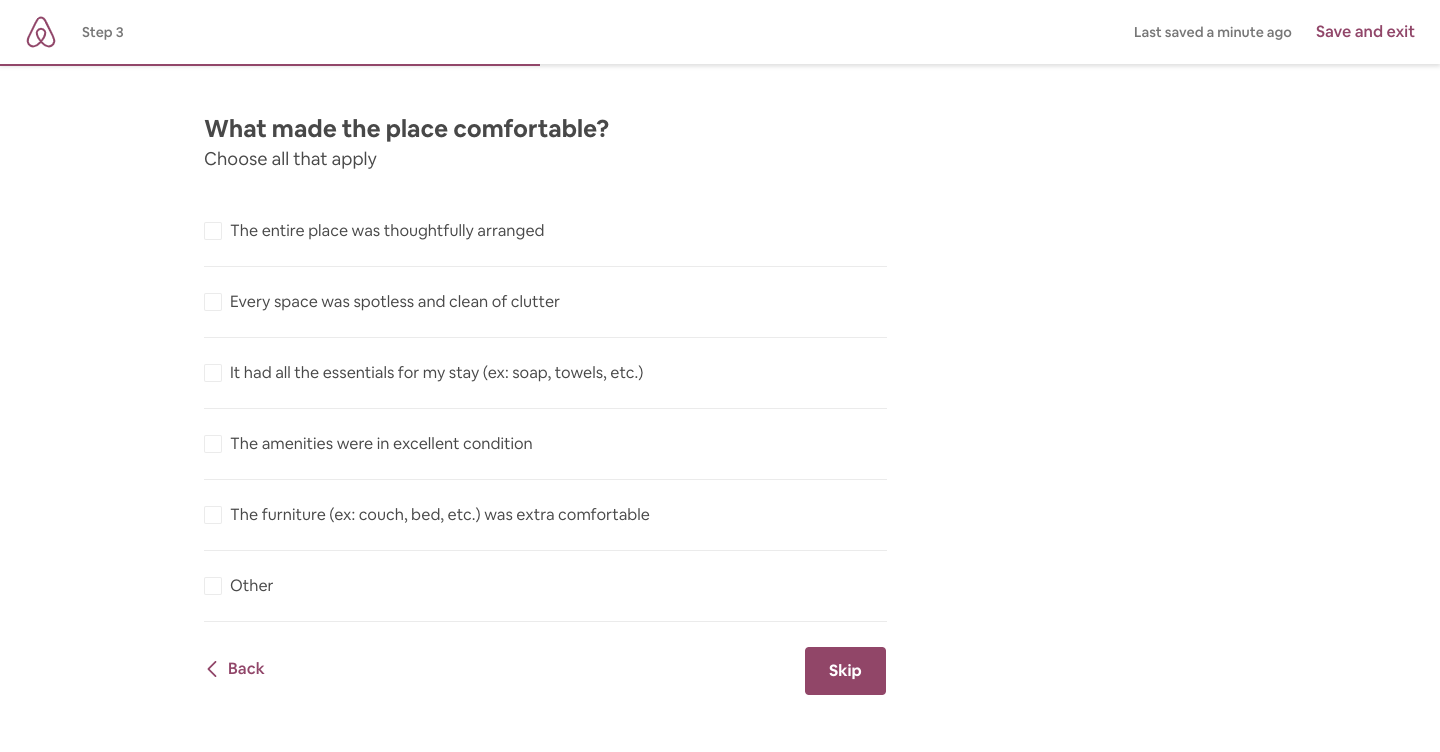 Step 3
Last saved a minute ago
Save and exit
What made the place comfortable?
Choose all that apply
The entire place was thoughtfully arranged
Every space was spotless and clean of clutter
It had all the essentials for my stay (ex: soap, towels, etc.)
The amenities were in excellent condition
The furniture (ex: couch, bed, etc.) was extra comfortable
Other
Back
Skip